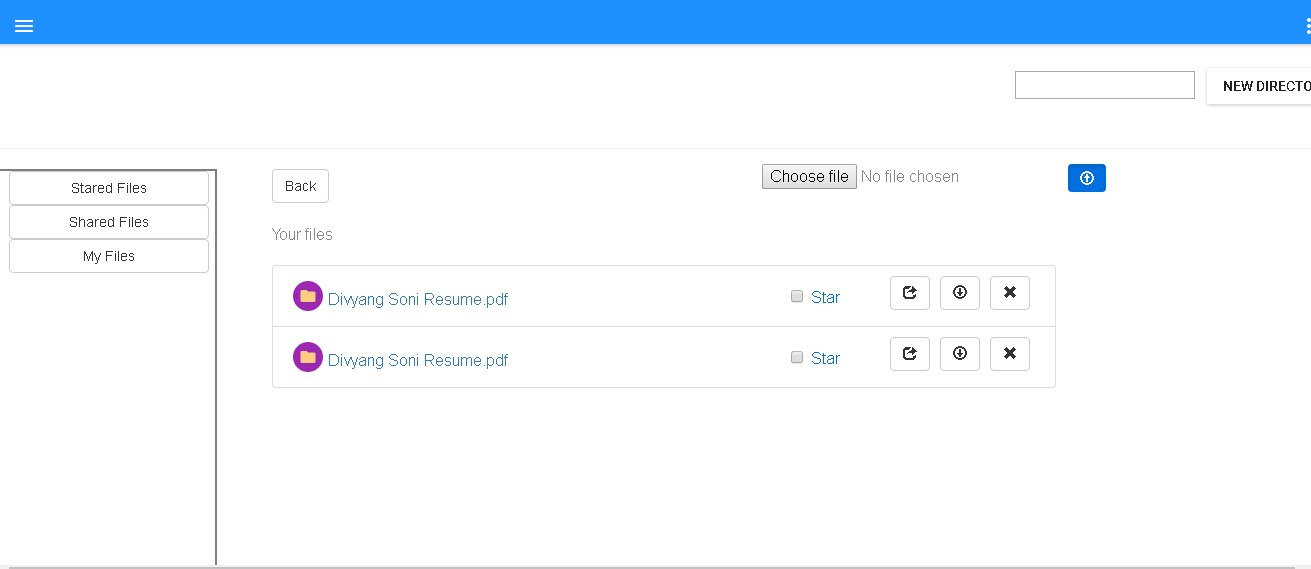 NEW DIRECTO
Stared Files
Shared Files
My Files
Back
Choose file No file chosen
Your files
Divyang Soni Resume.pdf Star
Divyang Soni Resume.pdf Star